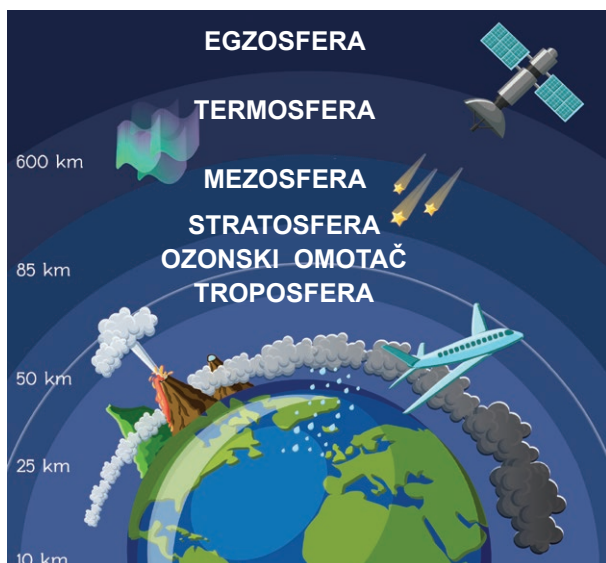 EGZOSFERA
TERMOSFERA
600 km
MEZOSFERA
STRATOSFERA
OZONSKI OMOTAČ
85 km
TROPOSFERA
50 km
25 km
10 km